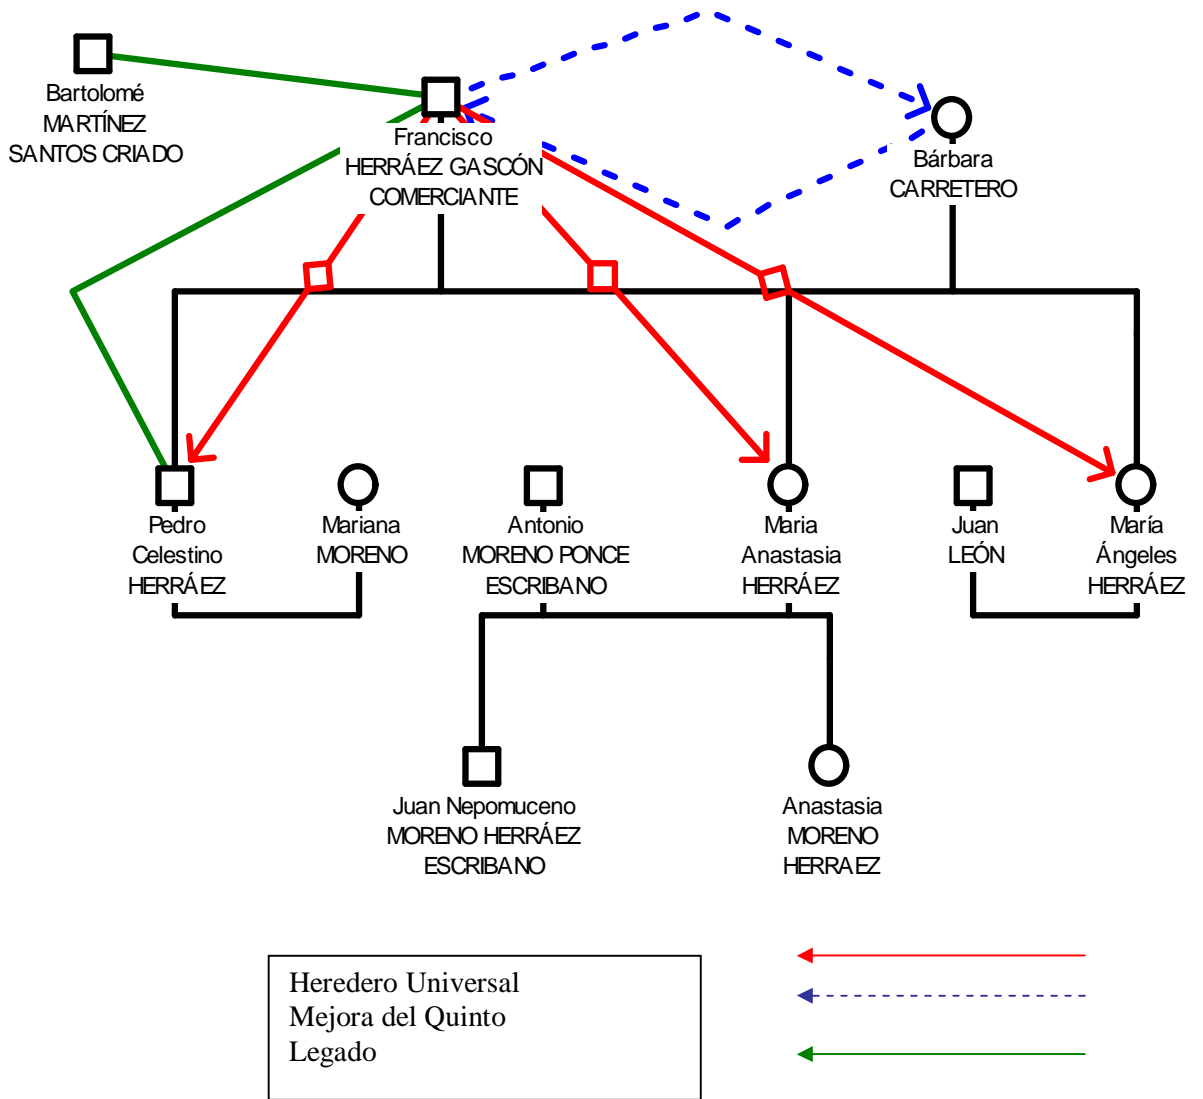 Bartolomé
MARTÍNEZ
SANTOS CRIADO
Francisco
HERRÁEZ GASCÓN
COMERCIANTE
Bárbara
CARRETERO
Pedro
Celestino
HERRÁEZ
Mariana
MORENO
Antonio
MORENO PONCE
ESCRIBANO
Maria
Anastasia
HERRÁEZ
Juan
LEÓN
María
Ángeles
HERRÁEZ
Juan Nepomuceno
MORENO HERRÁEZ
ESCRIBANO
Anastasia
MORENO
HERRAEZ
Heredero Universal
Mejora del Quinto
Legado